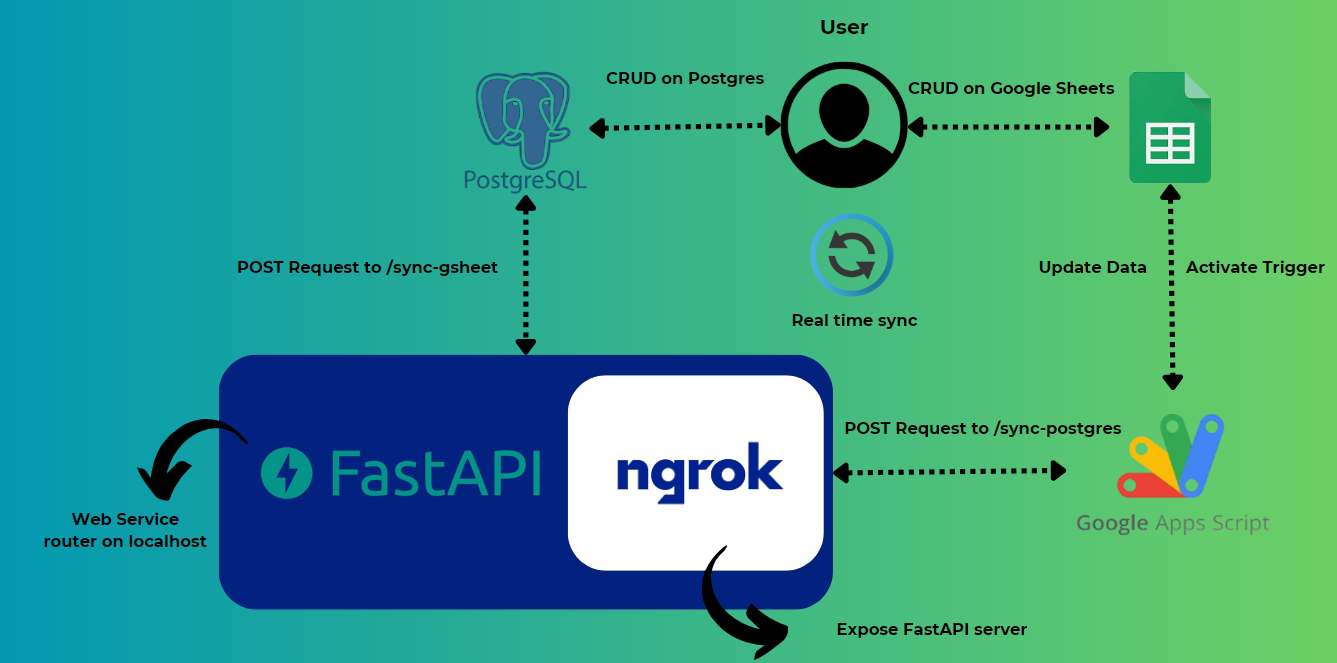 User
CRUD on Postgres
CRUD on Google Sheets
PostgreSQL
POST Request to /sync-gsheet
Update Data
Activate Trigger
Real time sync
POST Request to /sync-postgres
FastAPI
ngrok
Web Service
router on localhost
Google Apps Script
Expose FastAPI server